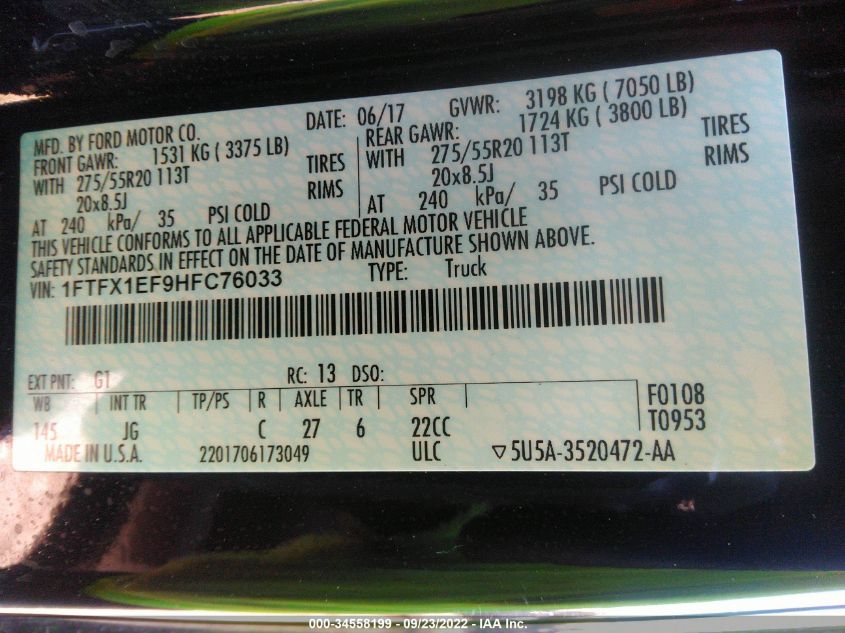 MFD. BY FORD MOTOR CO. DATE: 06/17 GVWR: 3198 KG ( 7050 LB)
FRONT GAWR: 1531 KG ( 3375 LB) REAR GAWR: 1724 KG ( 3800 LB)
WITH 275/55R20 113T TIRES WITH 275/55R20 113T TIRES
20x8.5J RIMS 20x8.5J RIMS
AT 240 kPa/ 35 PSI COLD AT 240 kPa/ 35 PSI COLD
THIS VEHICLE CONFORMS TO ALL APPLICABLE FEDERAL MOTOR VEHICLE
SAFETY STANDARDS IN EFFECT ON THE DATE OF MANUFACTURE SHOWN ABOVE.
VIN: 1FTFX1EF9HFC76033 TYPE: Truck
EXT PNT: G1 RC: 13 DSO:
WB INT TR TP/PS R AXLE TR SPR F0108
145 JG C 27 6 22CC T0953
MADE IN U.S.A. 2201706173049 ULC ▽5U5A-3520472-AA
000-34558199 - 09/23/2022 - IAA Inc.